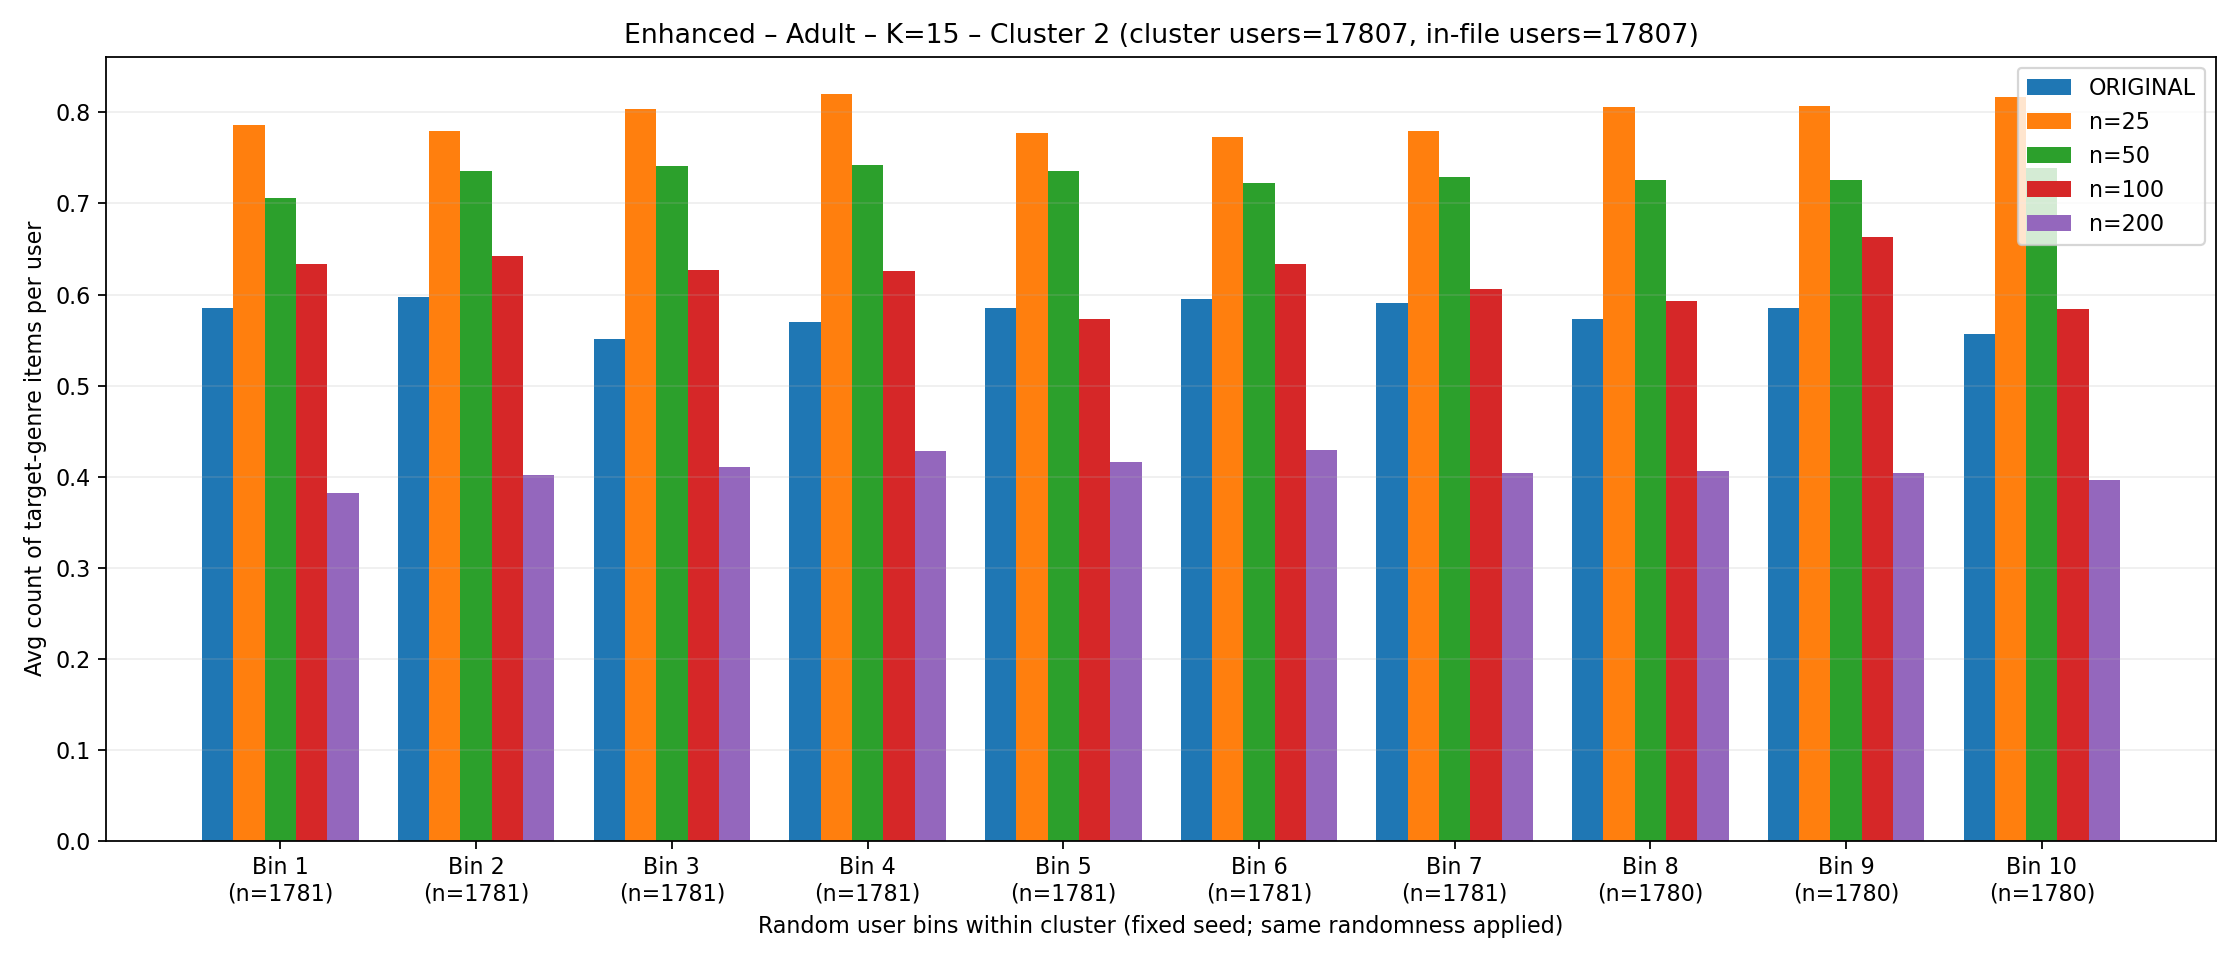 Enhanced – Adult – K=15 – Cluster 2 (cluster users=17807, in-file users=17807)
ORIGINAL
n=25
n=50
n=100
n=200
Avg count of target-genre items per user
0.8
0.7
0.6
0.5
0.4
0.3
0.2
0.1
0.0
Bin 1 Bin 2 Bin 3 Bin 4 Bin 5 Bin 6 Bin 7 Bin 8 Bin 9 Bin 10
(n=1781) (n=1781) (n=1781) (n=1781) (n=1781) (n=1781) (n=1781) (n=1780) (n=1780) (n=1780)
Random user bins within cluster (fixed seed; same randomness applied)